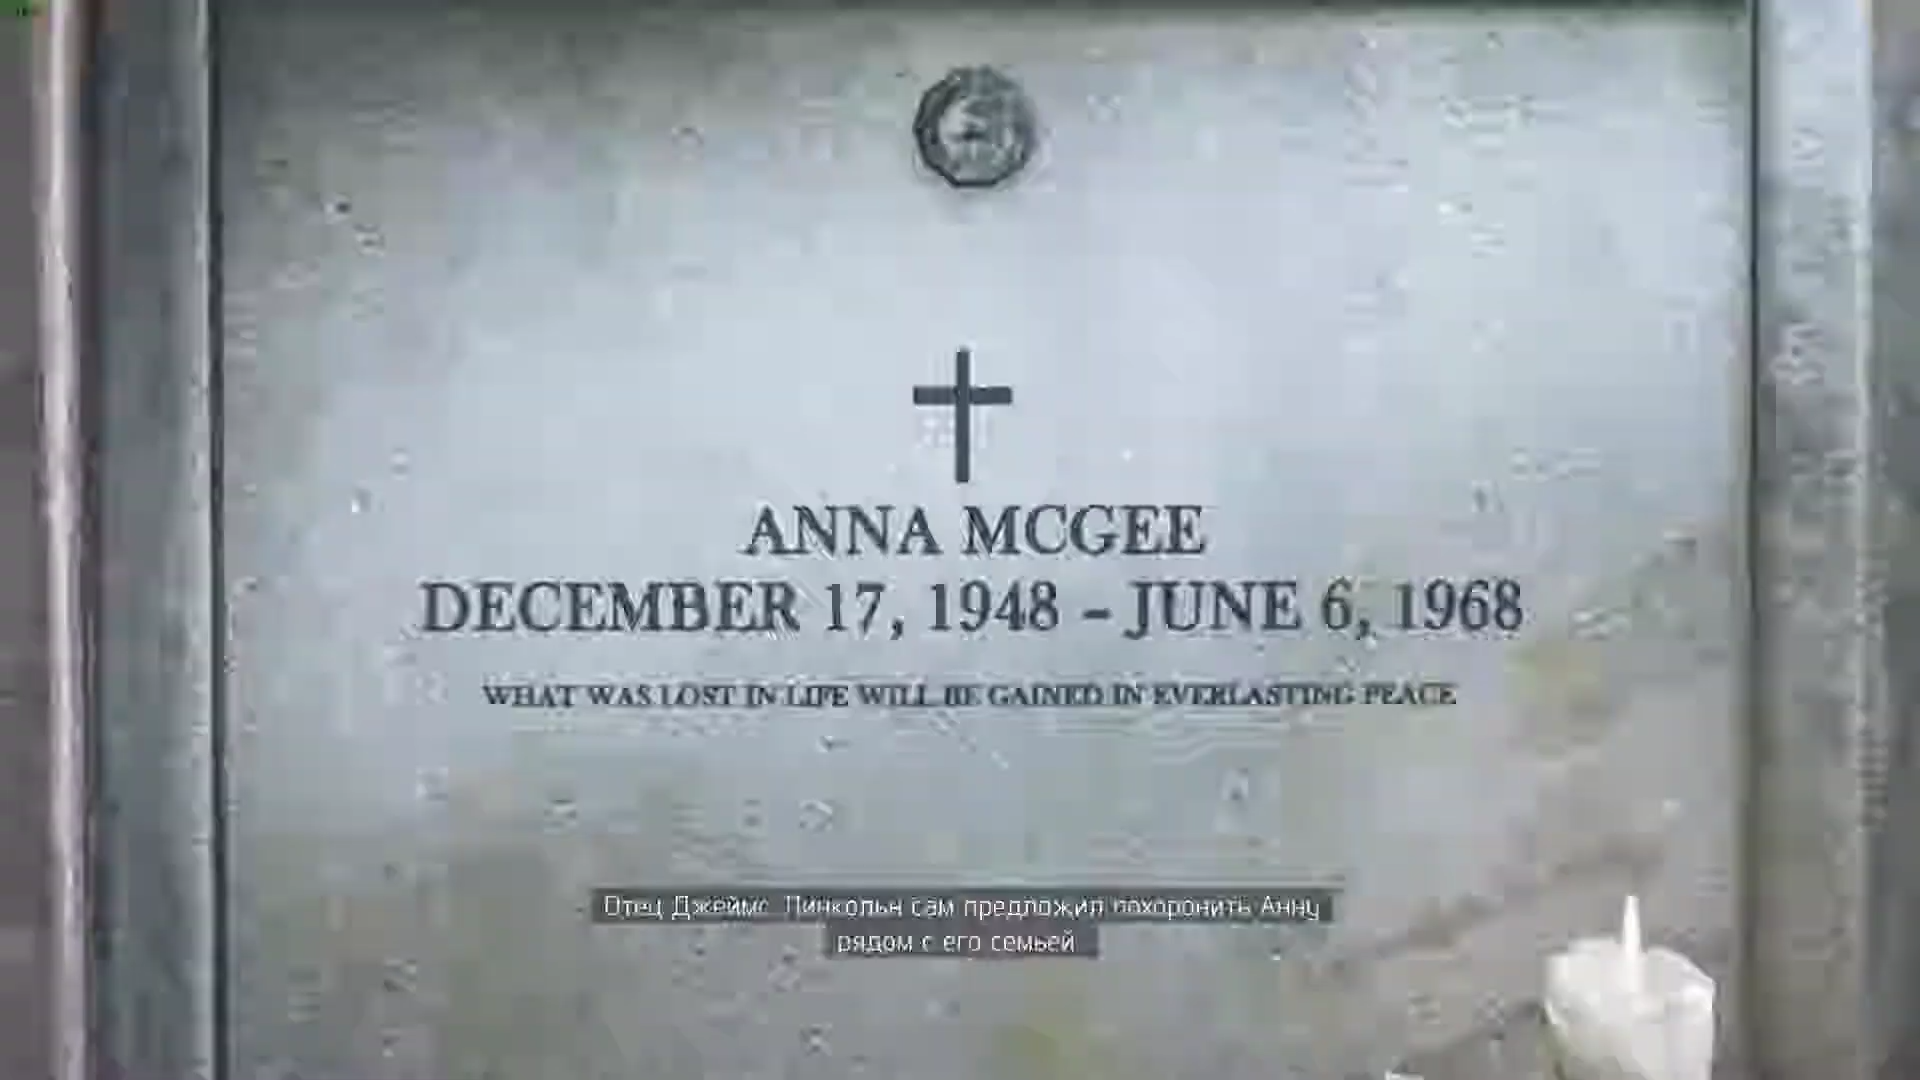 ANNA MCGEE
DECEMBER 17, 1948 – JUNE 6, 1968
WHAT WAS LOST IN LIFE WILL BE GAINED IN EVERLASTING PEACE
Отец Джеймс Линкольн сам предложил похоронить Анну
рядом с его семьей